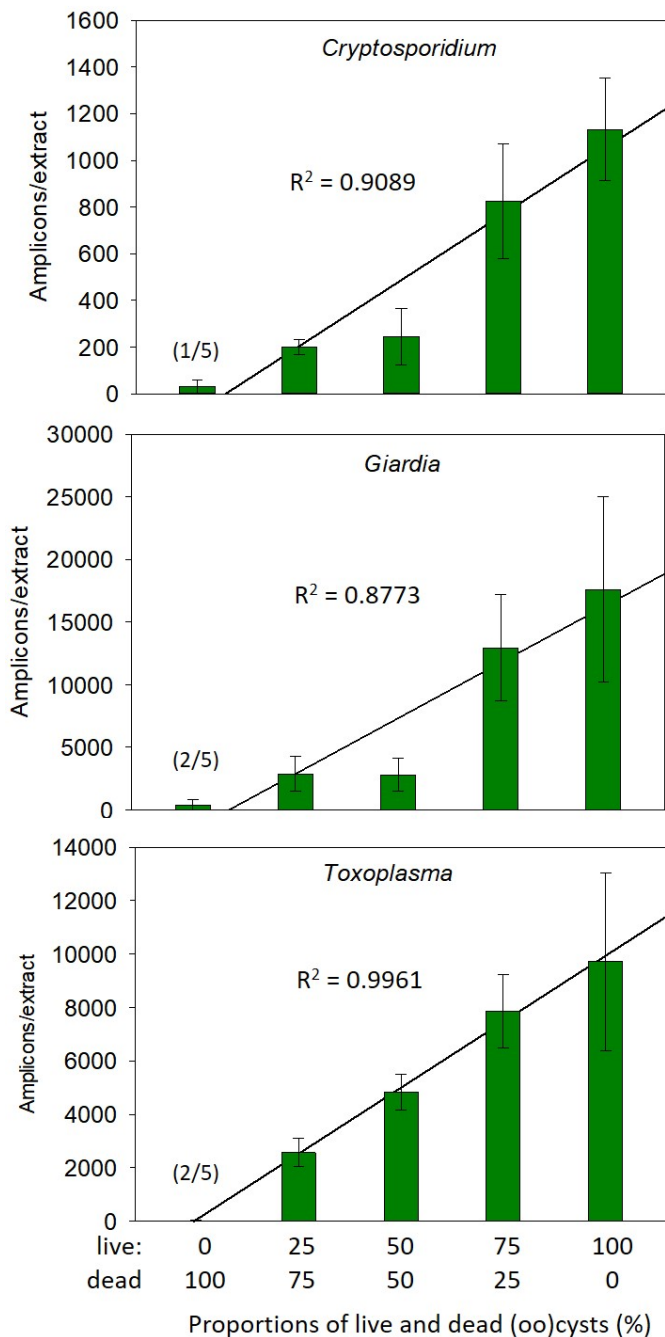 1600
Cryptosporidium
1400
1200
1000
R² = 0.9089
800
600
400
200
(1/5)
0
Amplicons/extract
30000
Giardia
25000
20000
R² = 0.8773
15000
10000
5000
(2/5)
0
Amplicons/extract
14000
Toxoplasma
12000
10000
R² = 0.9961
8000
6000
4000
2000
(2/5)
0
Amplicons/extract
live: 0 25 50 75 100
dead 100 75 50 25 0
Proportions of live and dead (oo)cysts (%)